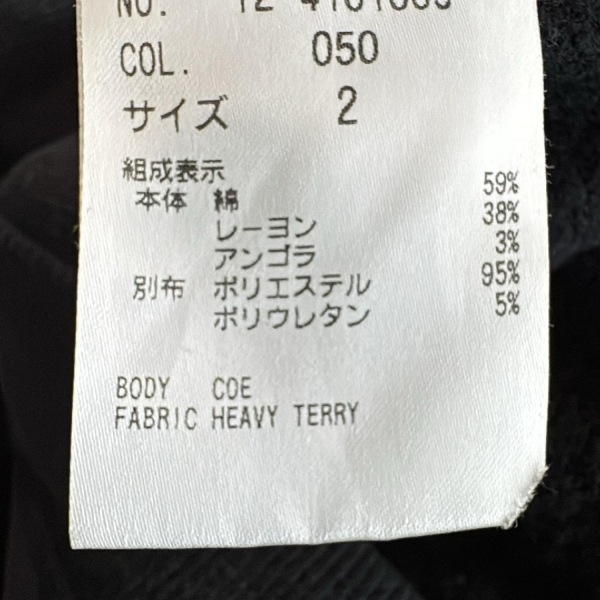 NO.
COL. 050
サイズ 2
組成表示
本体 綿 59%
レーヨン 38%
アンゴラ 3%
別布 ポリエステル 95%
ポリウレタン 5%
BODY COE
FABRIC HEAVY TERRY